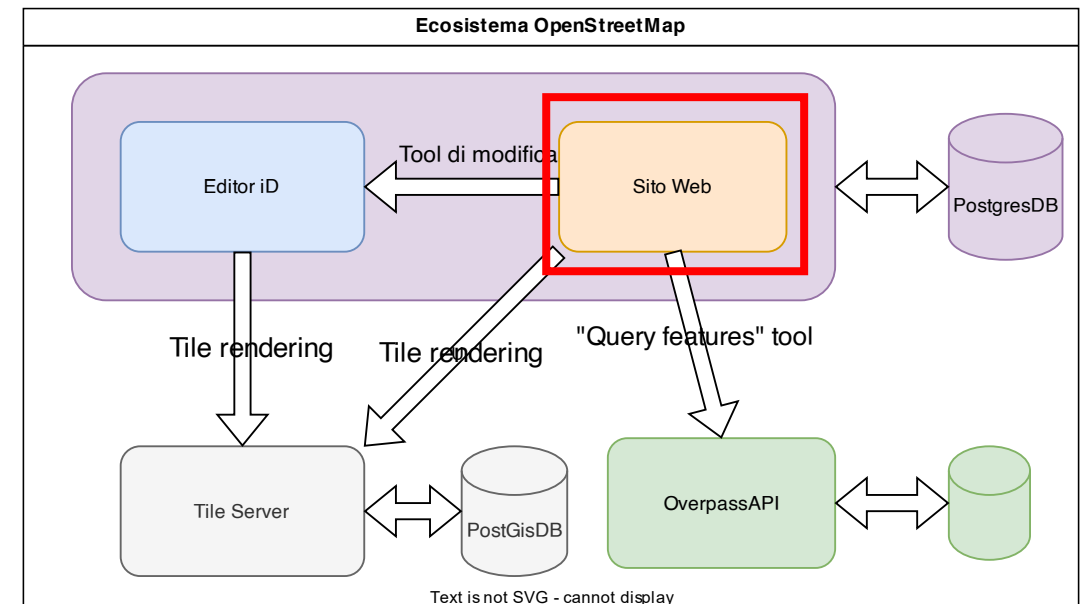 Ecosistema OpenStreetMap
Tool di modifica
Editor iD
Sito Web
PostgresDB
Tile rendering
Tile rendering
"Query features" tool
Tile Server
PostGisDB
OverpassAPI
Text is not SVG - cannot display